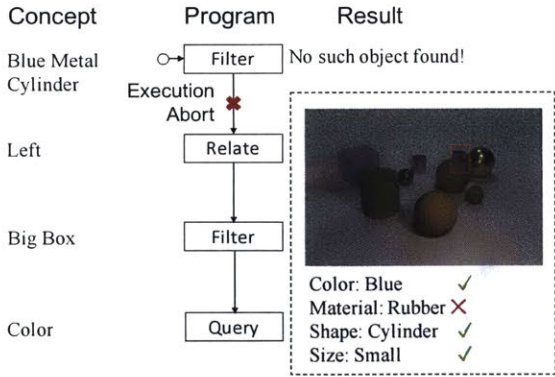 Concept Program Result
Blue Metal
Cylinder
Filter
No such object found!
Execution
Abort
Left
Relate
Big Box
Filter
Color: Blue ✓
Material: Rubber ✗
Shape: Cylinder ✓
Size: Small ✓
Color
Query